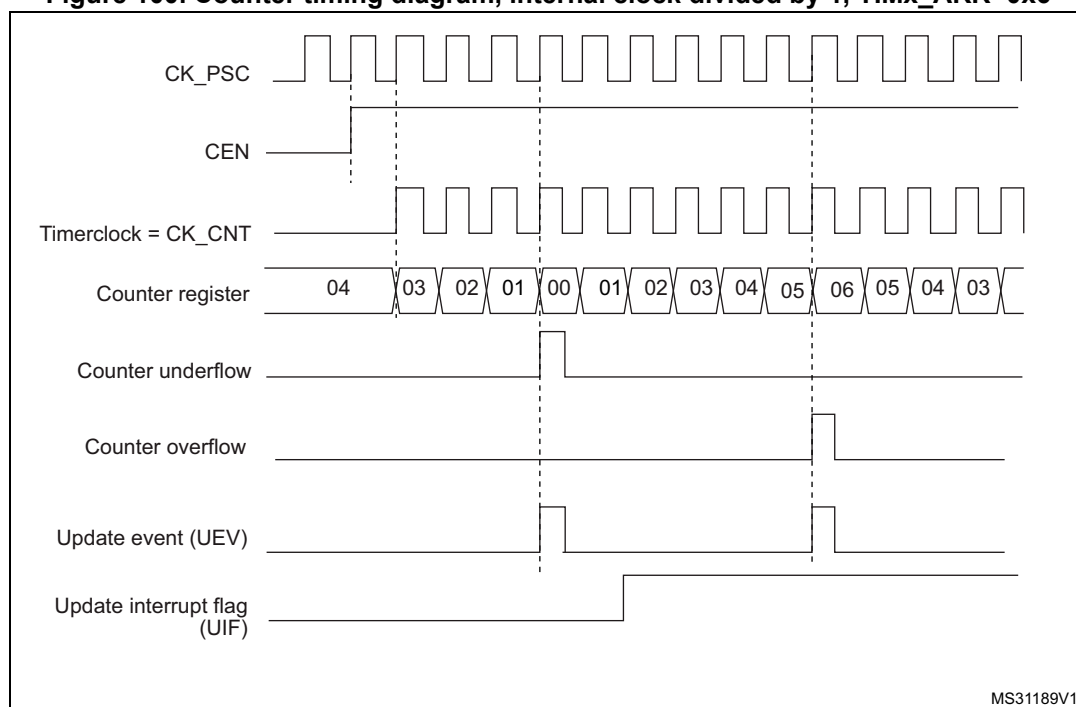 CK_PSC
CEN
Timerclock = CK_CNT
Counter register 04 03 02 01 00 01 02 03 04 05 06 05 04 03
Counter underflow
Counter overflow
Update event (UEV)
Update interrupt flag
(UIF)
MS31189V1